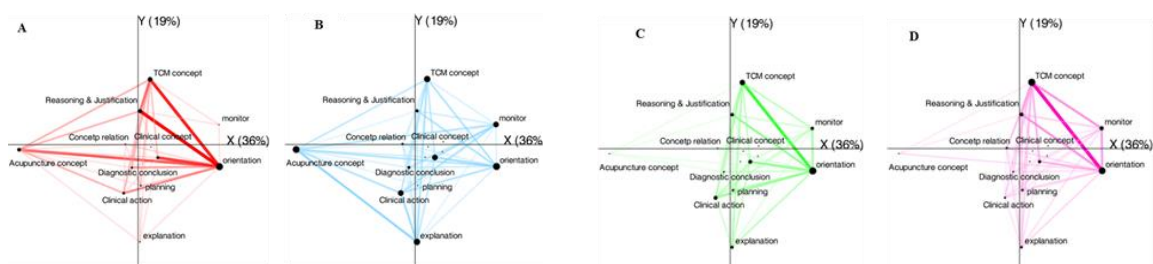 A
Y (19%)
TCM concept
Reasoning & Justification
monitor
Concetp relation
Clinical concept
X (36%)
Acupuncture concept
orientation
Diagnostic conclusion
planning
Clinical action
explanation
B
Y (19%)
TCM concept
Reasoning & Justification
monitor
Concetp relation
Clinical concept
X (36%)
Acupuncture concept
orientation
Diagnostic conclusion
planning
Clinical action
explanation
C
Y (19%)
TCM concept
Reasoning & Justification
monitor
Concetp relation
Clinical concept
X (36%)
Acupuncture concept
orientation
Diagnostic conclusion
planning
Clinical action
explanation
D
Y (19%)
TCM concept
Reasoning & Justification
monitor
Concetp relation
Clinical concept
X (36%)
Acupuncture concept
orientation
Diagnostic conclusion
planning
Clinical action
explanation